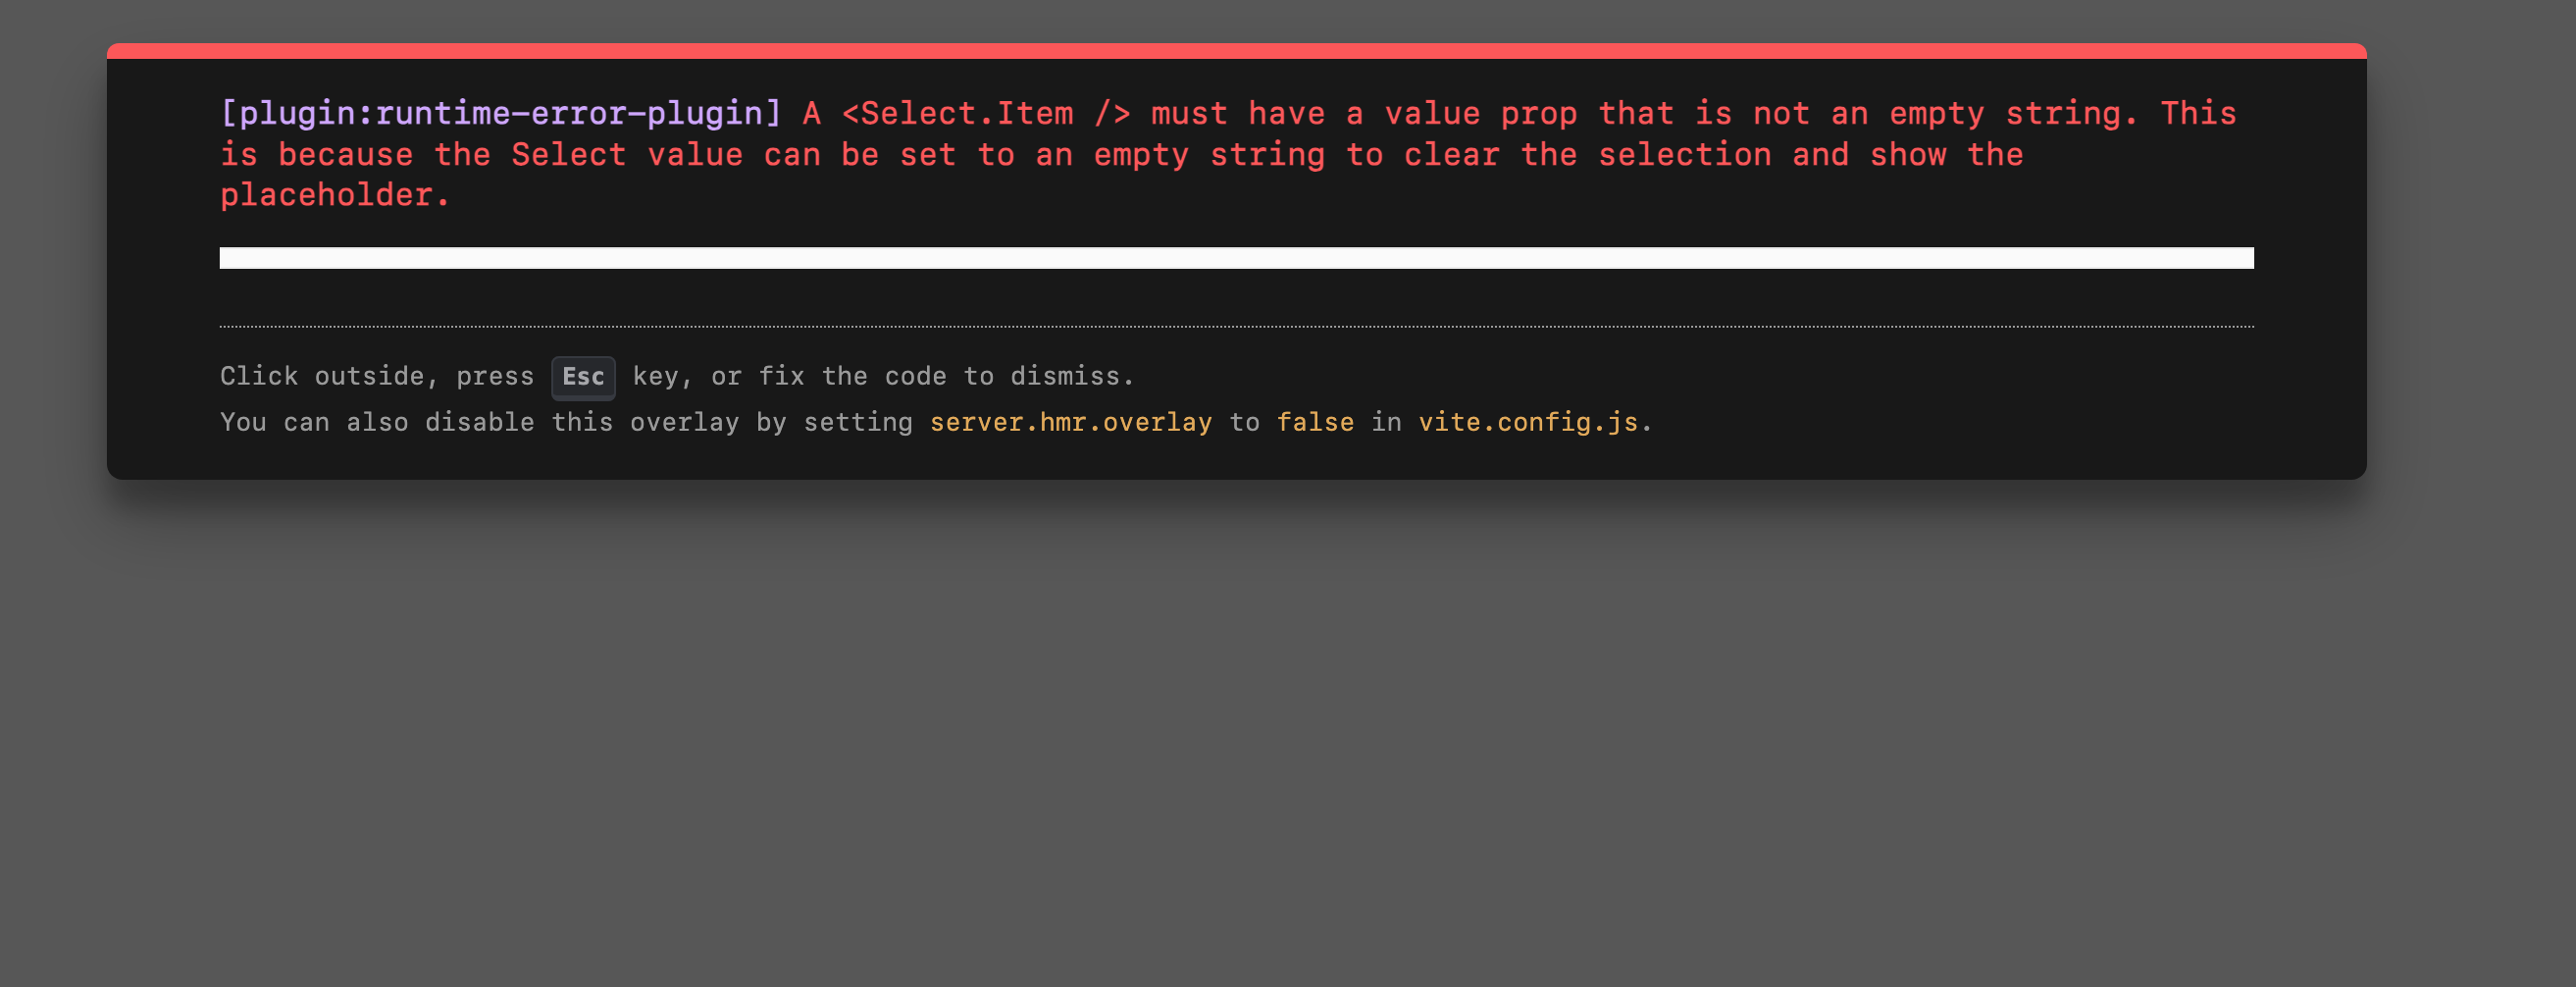 [plugin:runtime-error-plugin] A <Select.Item /> must have a value prop that is not an empty string. This
is because the Select value can be set to an empty string to clear the selection and show the
placeholder.
Click outside, press Esc key, or fix the code to dismiss.
You can also disable this overlay by setting server.hmr.overlay to false in vite.config.js.